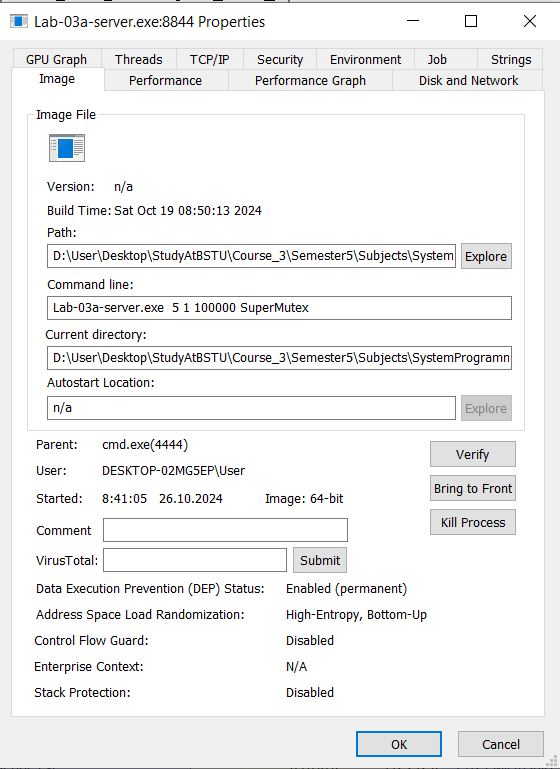 Lab-03a-server.exe:8844 Properties
GPU Graph Threads TCP/IP Security Environment Job Strings
Image Performance Performance Graph Disk and Network
Image File
Version: n/a
Build Time: Sat Oct 19 08:50:13 2024
Path:
D:\User\Desktop\StudyAtBSTU\Course_3\Semester5\Subjects\System Explore
Command line:
Lab-03a-server.exe  5 1 100000 SuperMutex
Current directory:
D:\User\Desktop\StudyAtBSTU\Course_3\Semester5\Subjects\SystemProgramm
Autostart Location:
n/a Explore
Parent: cmd.exe(4444)
Verify
User: DESKTOP-02MG5EP\User
Bring to Front
Started: 8:41:05 26.10.2024 Image: 64-bit
Kill Process
Comment
VirusTotal: Submit
Data Execution Prevention (DEP) Status: Enabled (permanent)
Address Space Load Randomization: High-Entropy, Bottom-Up
Control Flow Guard: Disabled
Enterprise Context: N/A
Stack Protection: Disabled
OK Cancel